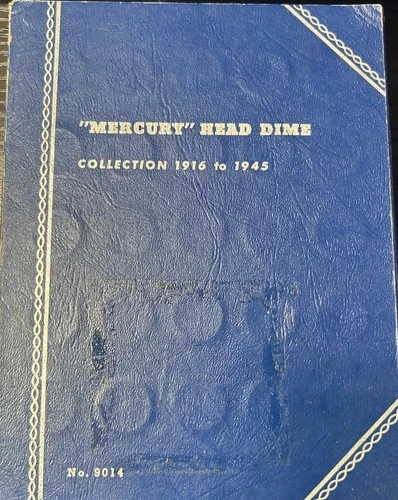 "MERCURY" HEAD DIME
COLLECTION 1916 to 1945
No. 9014